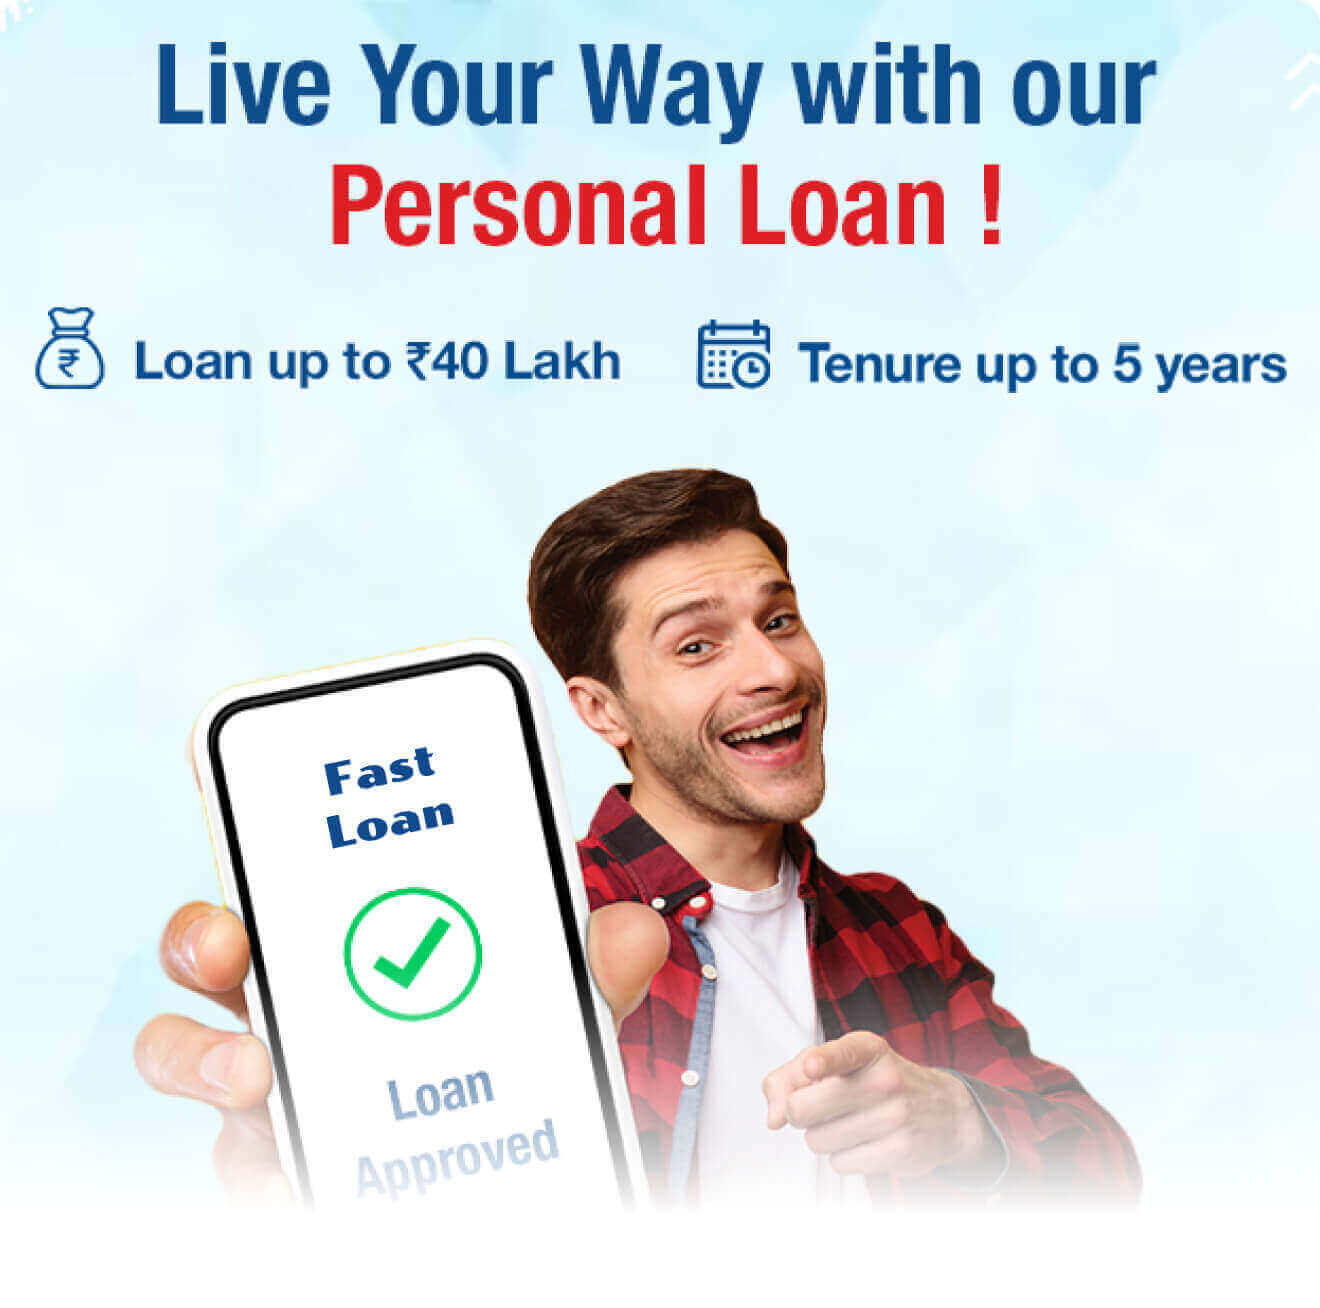 Live Your Way with our
Personal Loan !
₹
Loan up to ₹40 Lakh
Tenure up to 5 years
Fast
Loan
Loan
Approved